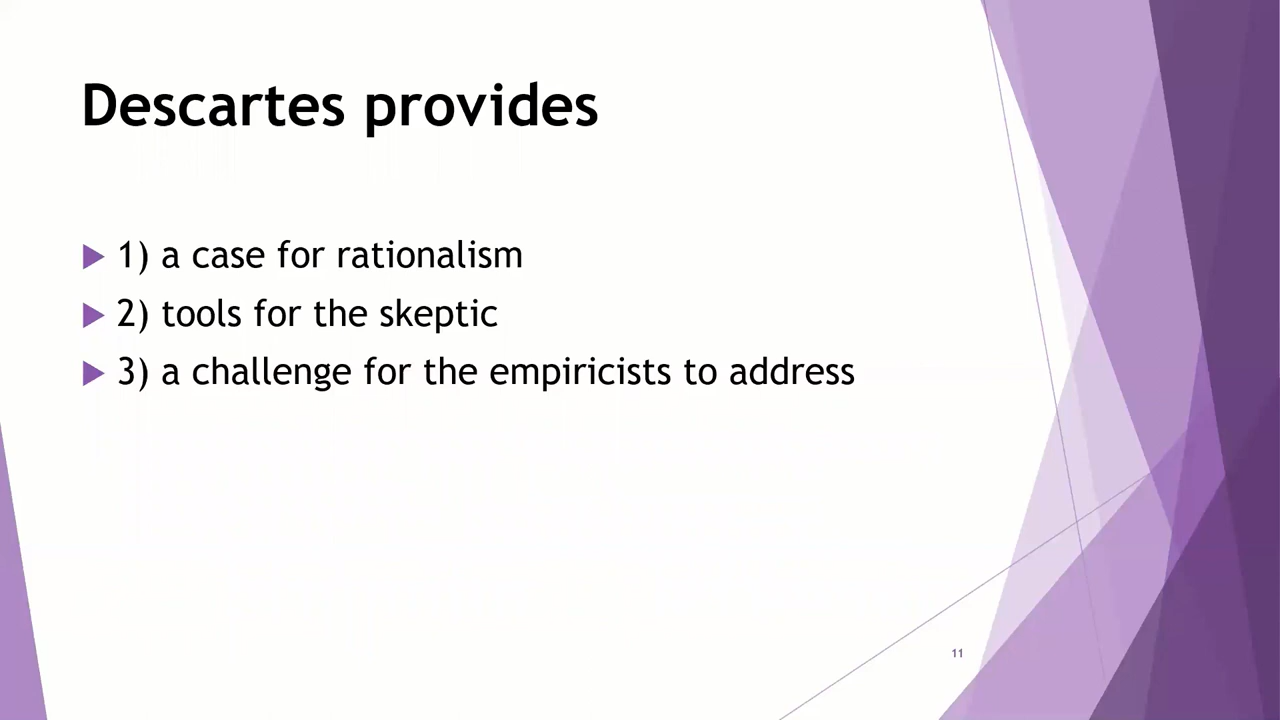 Descartes provides
1) a case for rationalism
2) tools for the skeptic
3) a challenge for the empiricists to address
11